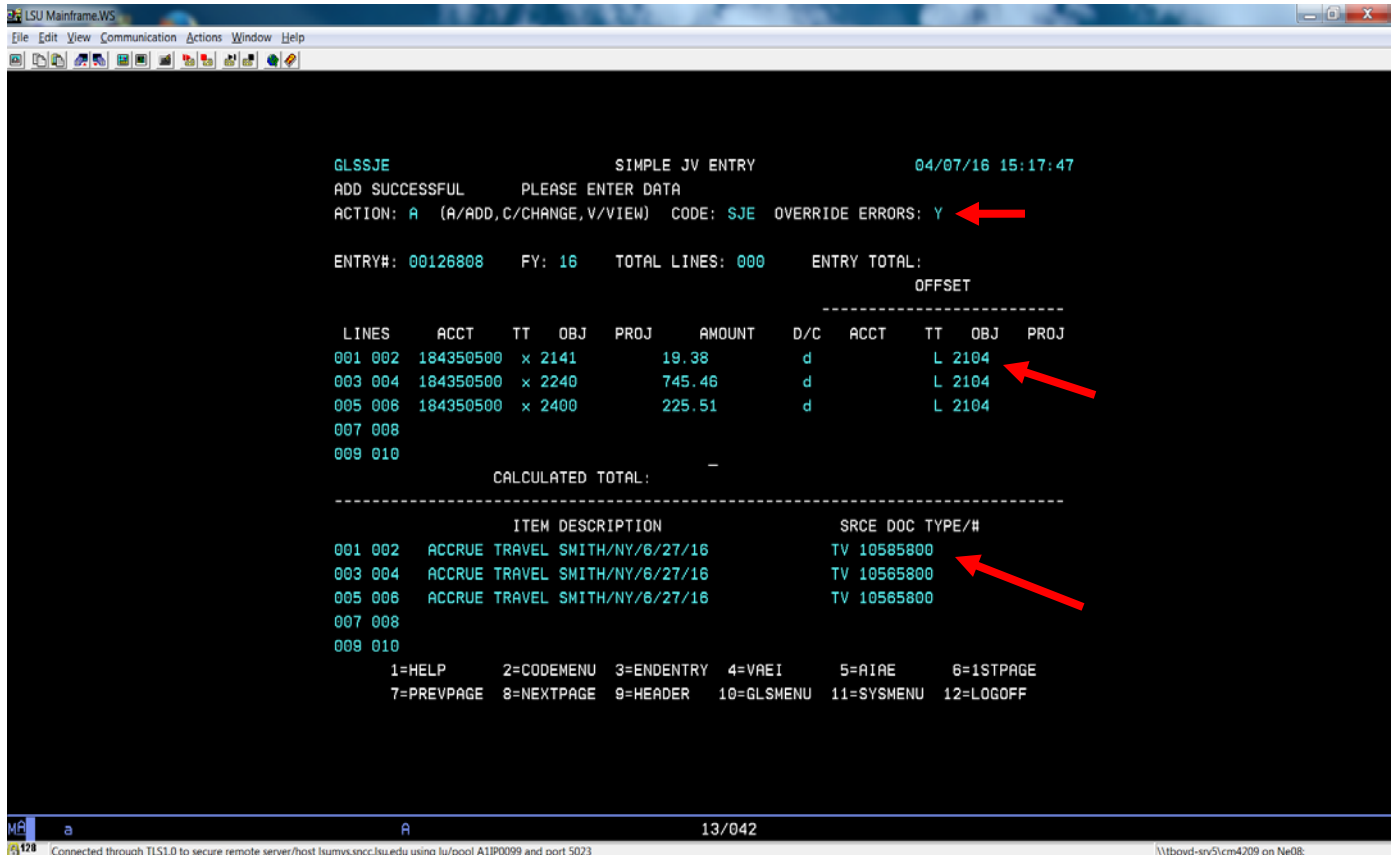 LSU Mainframe.WS
File Edit View Communication Actions Window Help
GLSSJE SIMPLE JV ENTRY 04/07/16 15:17:47
ADD SUCCESSFUL PLEASE ENTER DATA
ACTION: A (A/ADD,C/CHANGE,V/VIEW) CODE: SJE OVERRIDE ERRORS: Y
ENTRY#: 00126808 FY: 16 TOTAL LINES: 000 ENTRY TOTAL:
OFFSET
---------------------------
LINES ACCT TT OBJ PROJ AMOUNT D/C ACCT TT OBJ PROJ
001 002 184350500 x 2141 19.38 d L 2104
003 004 184350500 x 2240 745.46 d L 2104
005 006 184350500 x 2400 225.51 d L 2104
007 008
009 010 _
CALCULATED TOTAL:
-------------------------------------------------------------------------------
ITEM DESCRIPTION SRCE DOC TYPE/#
001 002 ACCRUE TRAVEL SMITH/NY/6/27/16 TV 10585800
003 004 ACCRUE TRAVEL SMITH/NY/6/27/16 TV 10565800
005 006 ACCRUE TRAVEL SMITH/NY/6/27/16 TV 10565800
007 008
009 010
1=HELP 2=CODEMENU 3=ENDENTRY 4=VAEI 5=AIAE 6=1STPAGE
7=PREVPAGE 8=NEXTPAGE 9=HEADER 10=GLSMENU 11=SYSMENU 12=LOGOFF
MA a A 13/042
128 Connected through TLS1.0 to secure remote server/host lsumvs.sncc.lsu.edu using lu/pool A1IP0099 and port 5023 \\tboyd-srv5\cm4209 on Ne08: